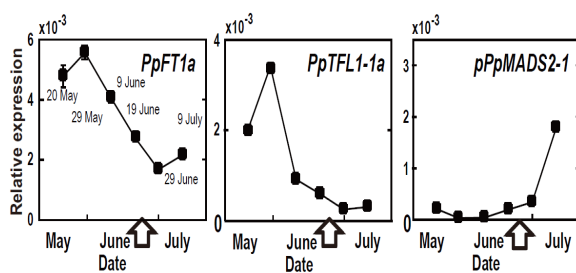 x10⁻³
x10⁻³
x10⁻³
Relative expression
6
4
2
0
PpFT1a
20 May
29 May
9 June
19 June
29 June
9 July
May
June
July
Date
4
2
0
PpTFL1-1a
May
June
July
Date
3
2
1
0
pPpMADS2-1
May
June
July
Date